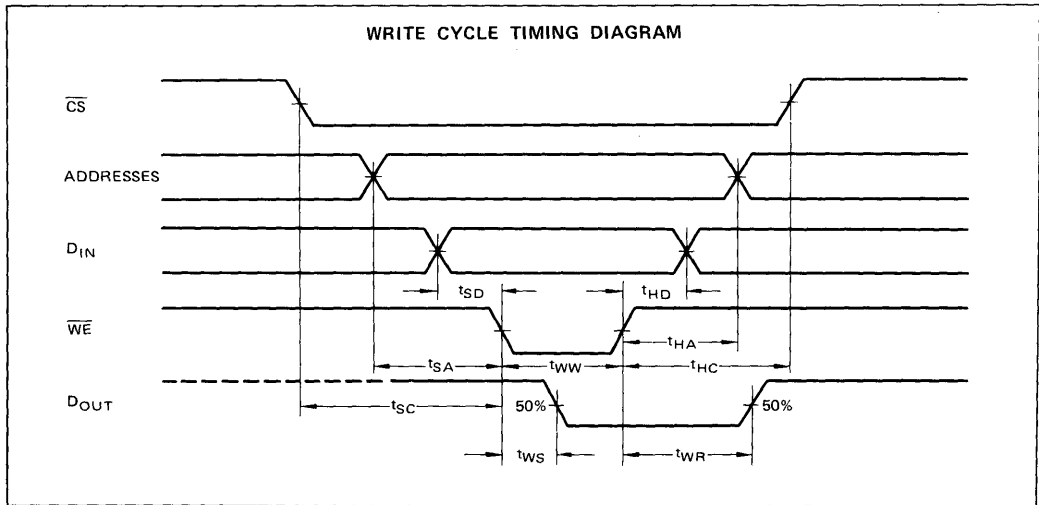 WRITE CYCLE TIMING DIAGRAM
CS
ADDRESSES
DIN
tSD
tHD
WE
tHA
tSA
tWW
tHC
DOUT
tSC
50%
50%
tWS
tWR